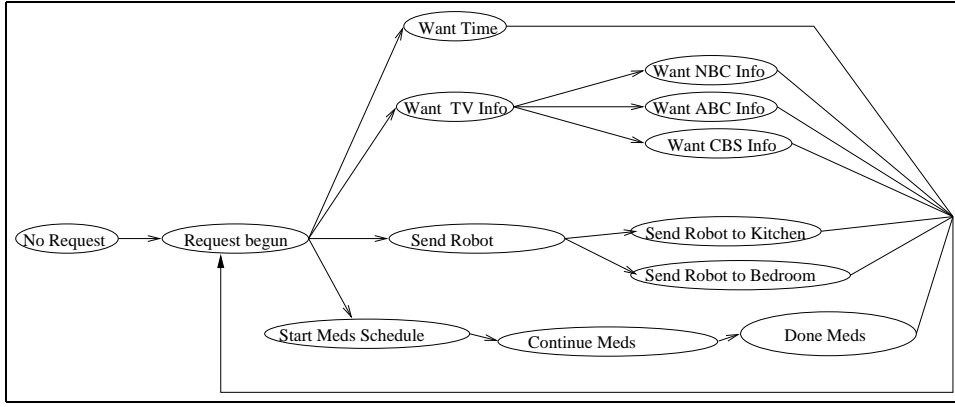 Want Time
Want NBC Info
Want TV Info
Want ABC Info
Want CBS Info
No Request
Request begun
Send Robot
Send Robot to Kitchen
Send Robot to Bedroom
Start Meds Schedule
Continue Meds
Done Meds